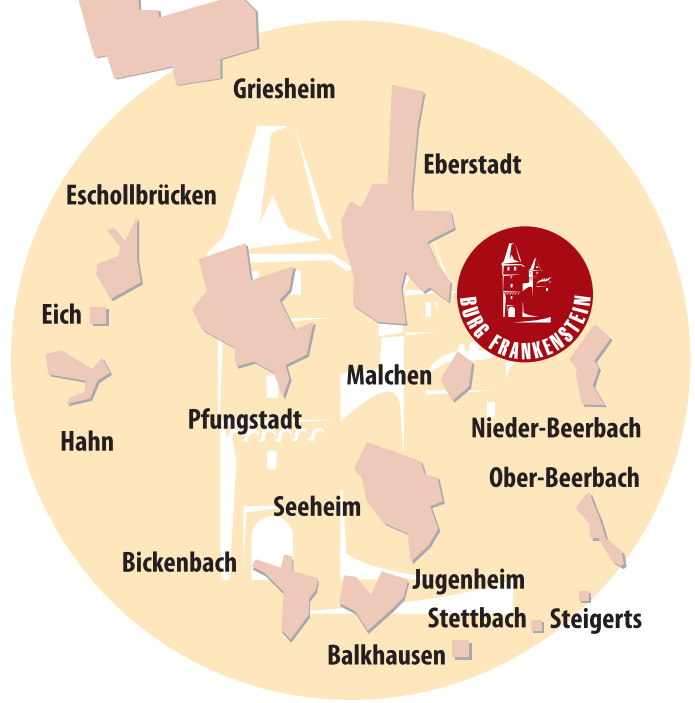 Griesheim
Eberstadt
Eschollbrücken
Eich
BURG FRANKENSTEIN
Malchen
Pfungstadt
Hahn
Nieder-Beerbach
Ober-Beerbach
Seeheim
Bickenbach
Jugenheim
Stettbach
Steigerts
Balkhausen